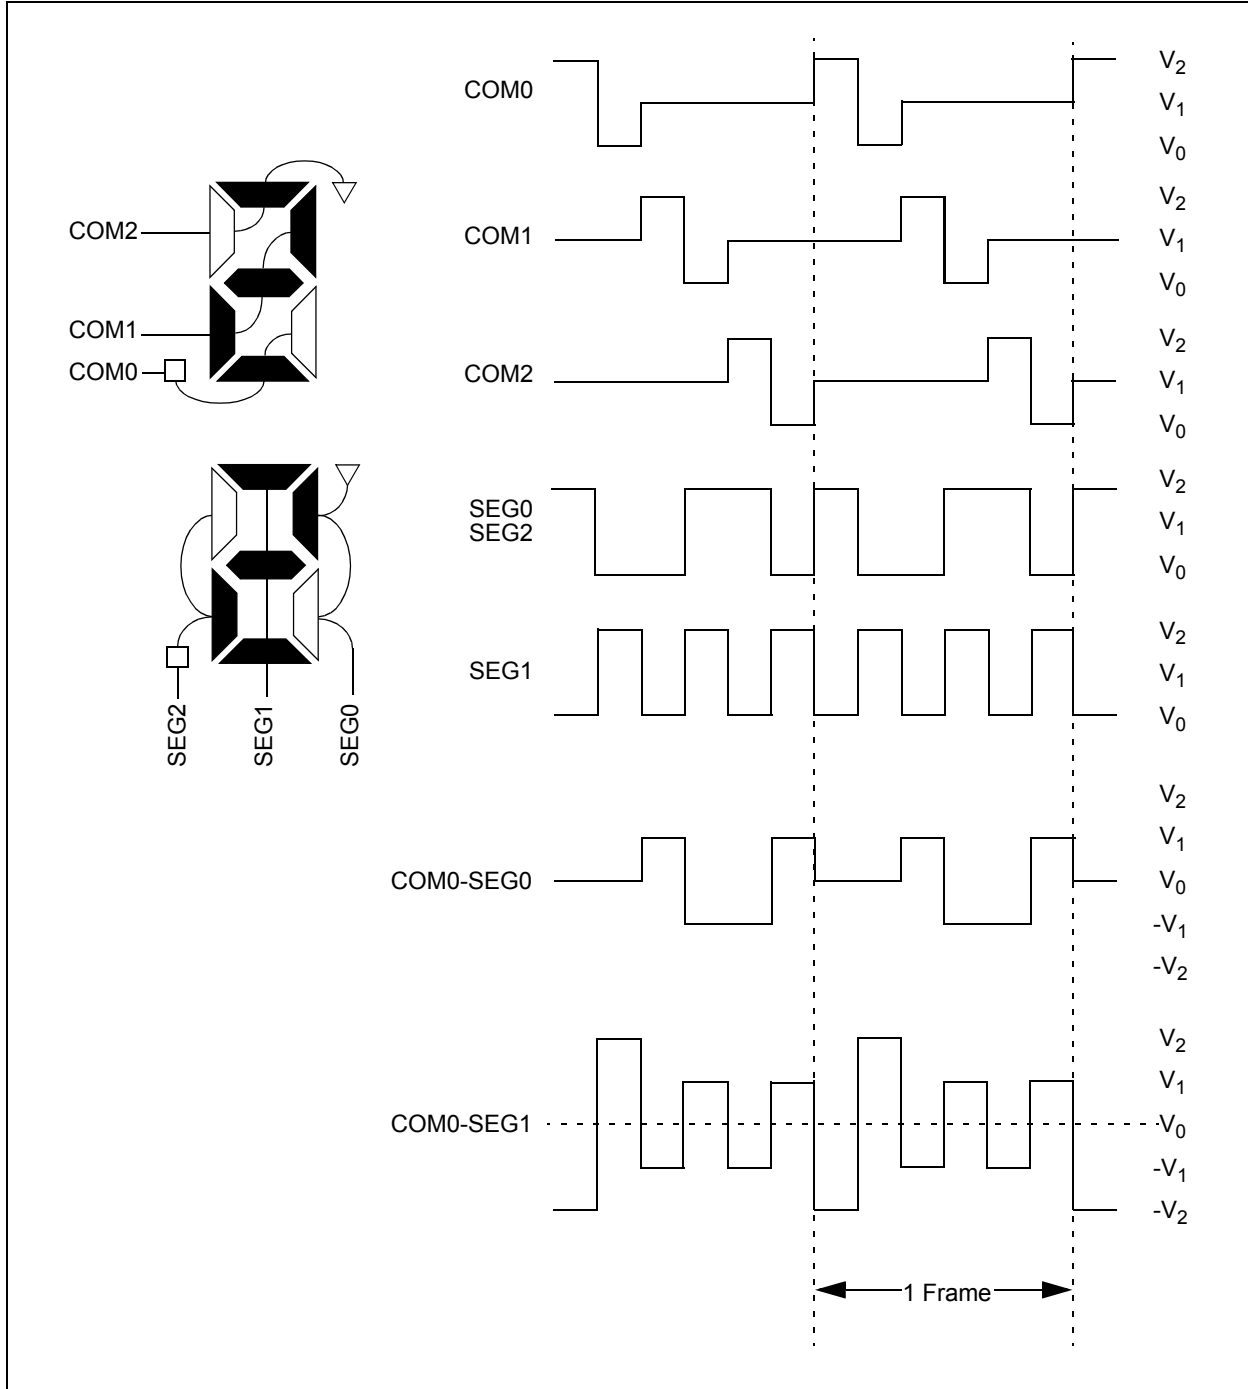 COM2
COM1
COM0
SEG2
SEG1
SEG0
COM0
V2
V1
V0
COM1
V2
V1
V0
COM2
V2
V1
V0
SEG0
SEG2
V2
V1
V0
SEG1
V2
V1
V0
COM0-SEG0
V2
V1
V0
-V1
-V2
COM0-SEG1
V2
V1
V0
-V1
-V2
1 Frame